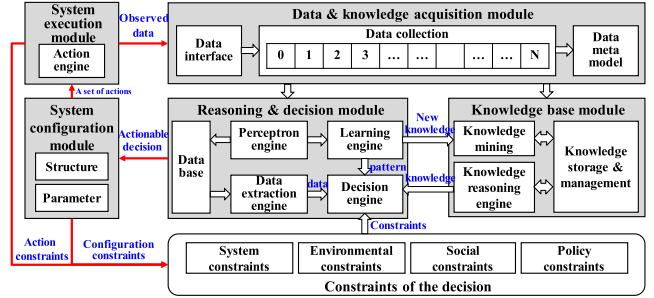 System
execution module
Action
engine
Observed
data
Data & knowledge acquisition module
Data
interface
Data collection
0 1 2 3 ... ... ... ... N
Data
meta
model
A set of actions
System
configuration
module
Structure
Parameter
Actionable
decision
Reasoning & decision module
Data
base
Perceptron
engine
Learning
engine
Data
extraction
engine
data
pattern
Decision
engine
New
knowledge
knowledge
Knowledge base module
Knowledge
mining
Knowledge
reasoning
engine
Knowledge
storage &
management
Action
constraints
Configuration
constraints
Constraints
System
constraints
Environmental
constraints
Social
constraints
Policy
constraints
Constraints of the decision